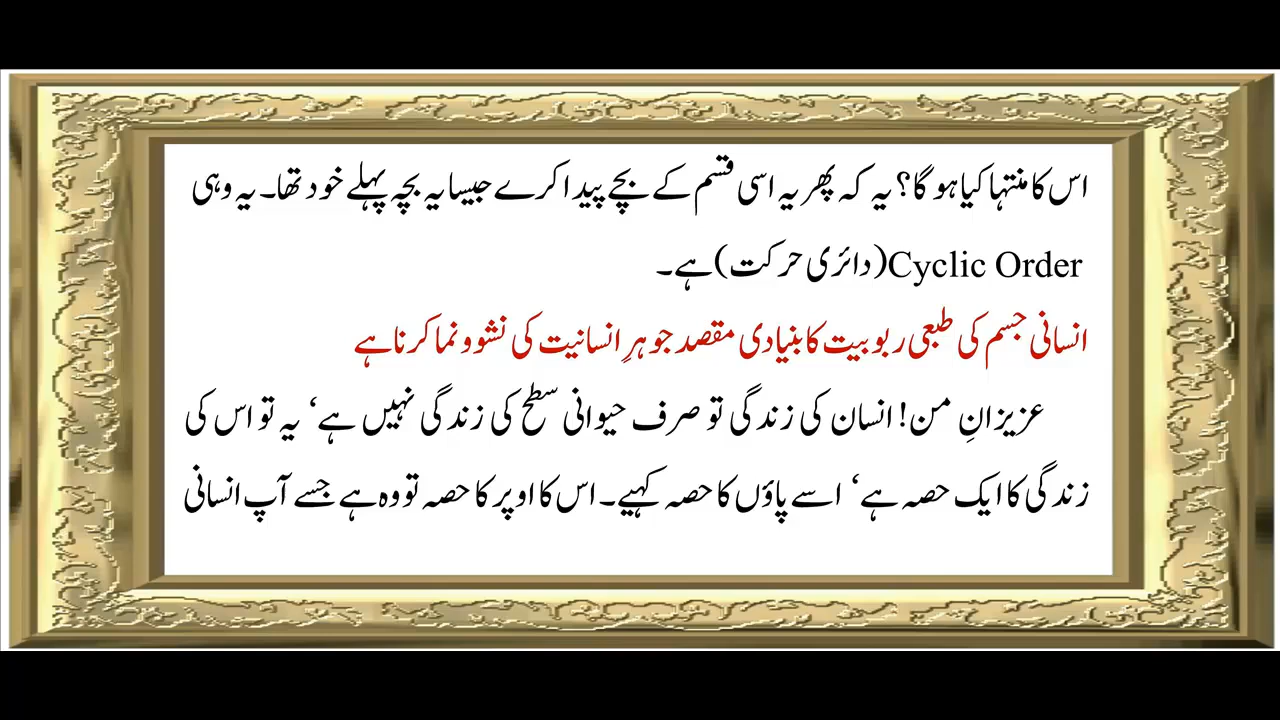 اس کا منتہا کیا ہو گا؟ یہ کہ پھر یہ اسی قسم کے بچے پیدا کرے جیسا یہ بچہ پہلے خود تھا۔ یہ وہی
Cyclic Order(دائری حرکت) ہے۔
انسانی جسم کی طبعی ربوبیت کا بنیادی مقصد جوہرِ انسانیت کی نشوونما کرنا ہے
عزیزانِ من! انسان کی زندگی تو صرف حیوانی سطح کی زندگی نہیں ہے‘ یہ تو اس کی
زندگی کا ایک حصہ ہے‘ اسے پاؤں کا حصہ کہیے۔ اس کا اوپر کا حصہ تو وہ ہے جسے آپ انسانی